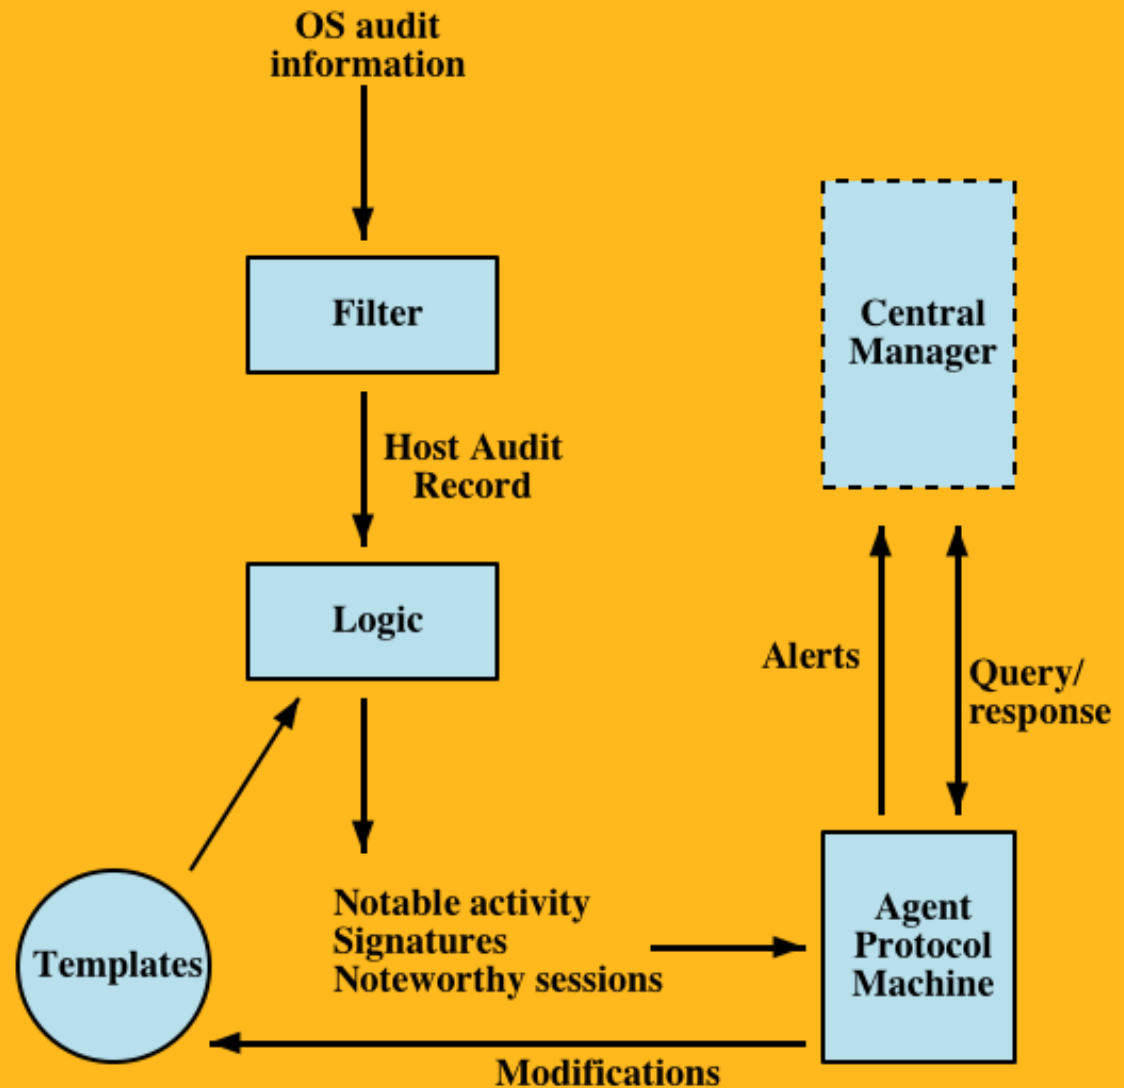 OS audit
information
Filter
Central
Manager
Host Audit
Record
Logic
Alerts
Query/
response
Notable activity
Signatures
Noteworthy sessions
Agent
Protocol
Machine
Templates
Modifications